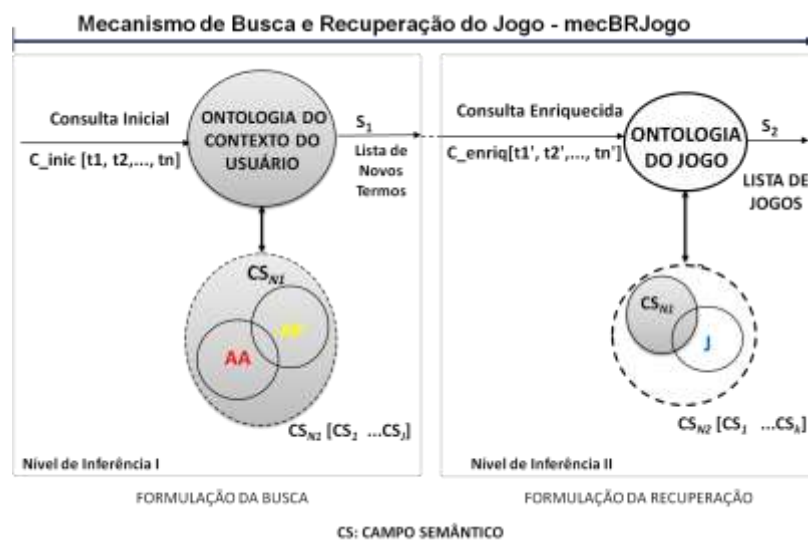 Mecanismo de Busca e Recuperação do Jogo - mecBRJogo
Consulta Inicial
C_inic [t1, t2,..., tn]
ONTOLOGIA DO
CONTEXTO DO
USUÁRIO
S1
Lista de
Novos
Termos
CSN1
AA
CSN1 [CS1 ...CSJ]
Nível de Inferência I
FORMULAÇÃO DA BUSCA
Consulta Enriquecida
C_enriq[t1', t2',..., tn']
ONTOLOGIA
DO JOGO
S2
LISTA DE
JOGOS
CSN1
J
CSN2 [CS1 ...CSk]
Nível de Inferência II
FORMULAÇÃO DA RECUPERAÇÃO
CS: CAMPO SEMÂNTICO